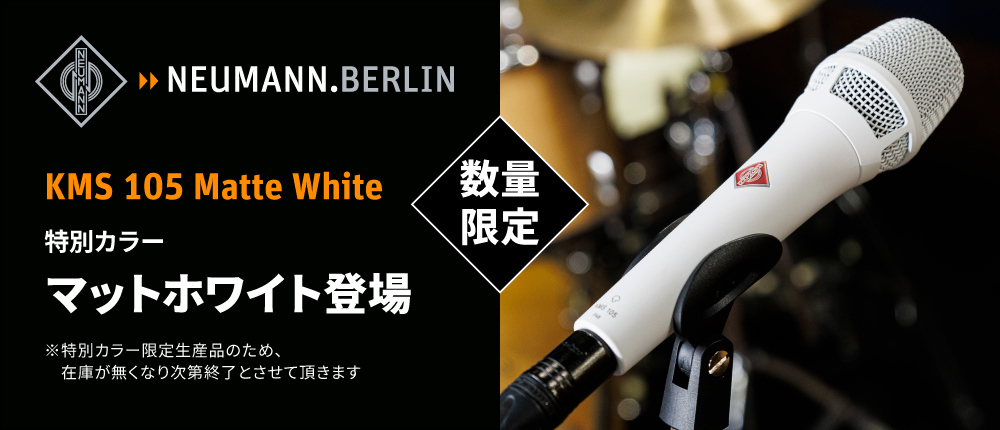 NEUMANN
NEUMANN.BERLIN
KMS 105 Matte White
特別カラー
マットホワイト登場
※特別カラー限定生産品のため、
在庫が無くなり次第終了とさせて頂きます
数量
限定
KMS 105